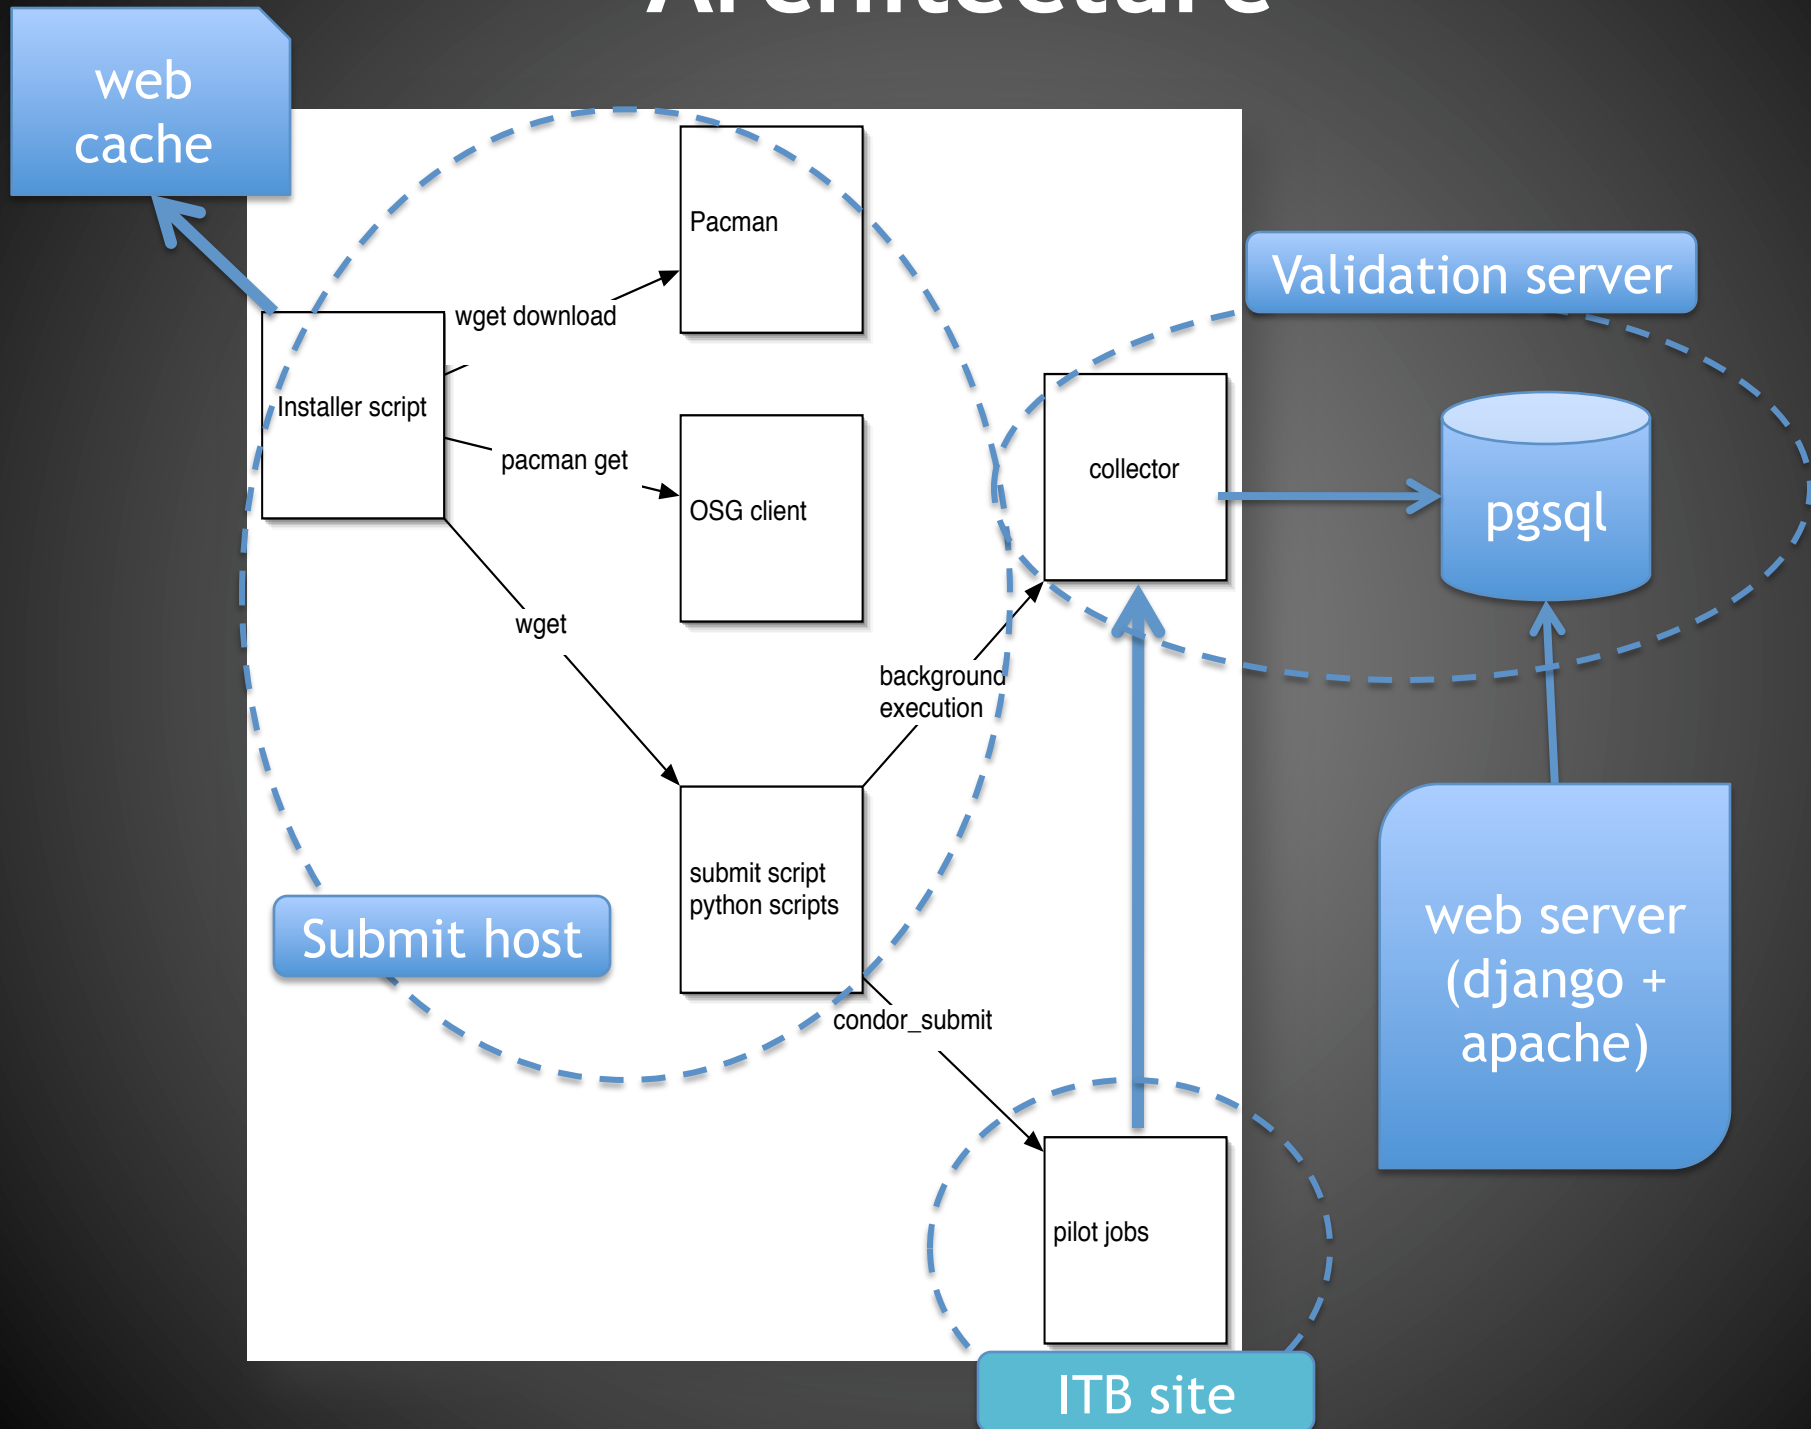 Architecture
web
cache
Pacman
Validation server
wget download
Installer script
pacman get
collector
OSG client
pgsql
wget
background
execution
submit script
python scripts
Submit host
web server
(django +
apache)
condor_submit
pilot jobs
ITB site